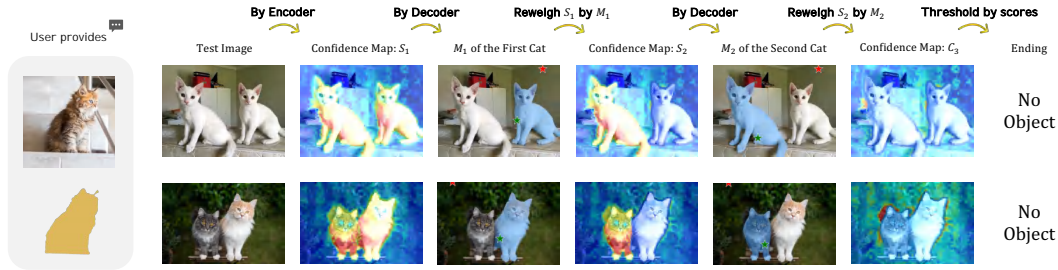 By Encoder
By Decoder
Reweigh S₁ by M₁
By Decoder
Reweigh S₂ by M₂
Threshold by scores
User provides
Test Image
Confidence Map: S₁
M₁ of the First Cat
Confidence Map: S₂
M₂ of the Second Cat
Confidence Map: C₃
Ending
No
Object
No
Object